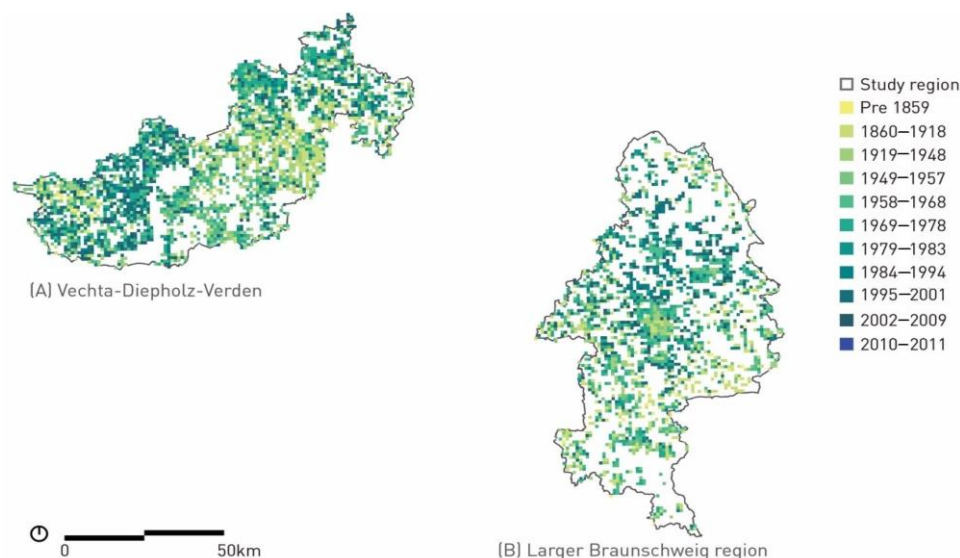 Study region
Pre 1859
1860–1918
1919–1948
1949–1957
1958–1968
1969–1978
1979–1983
1984–1994
1995–2001
2002–2009
2010–2011
(A) Vechta-Diepholz-Verden
0 50km
(B) Larger Braunschweig region